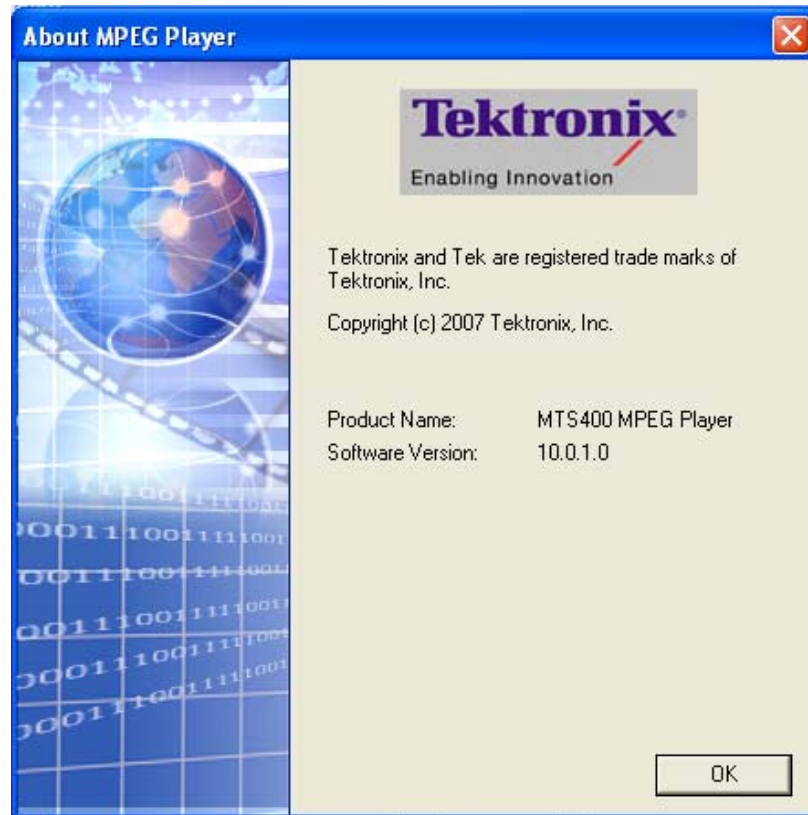 About MPEG Player
Tektronix®
Enabling Innovation
Tektronix and Tek are registered trade marks of
Tektronix, Inc.
Copyright (c) 2007 Tektronix, Inc.
Product Name: MTS400 MPEG Player
Software Version: 10.0.1.0
OK